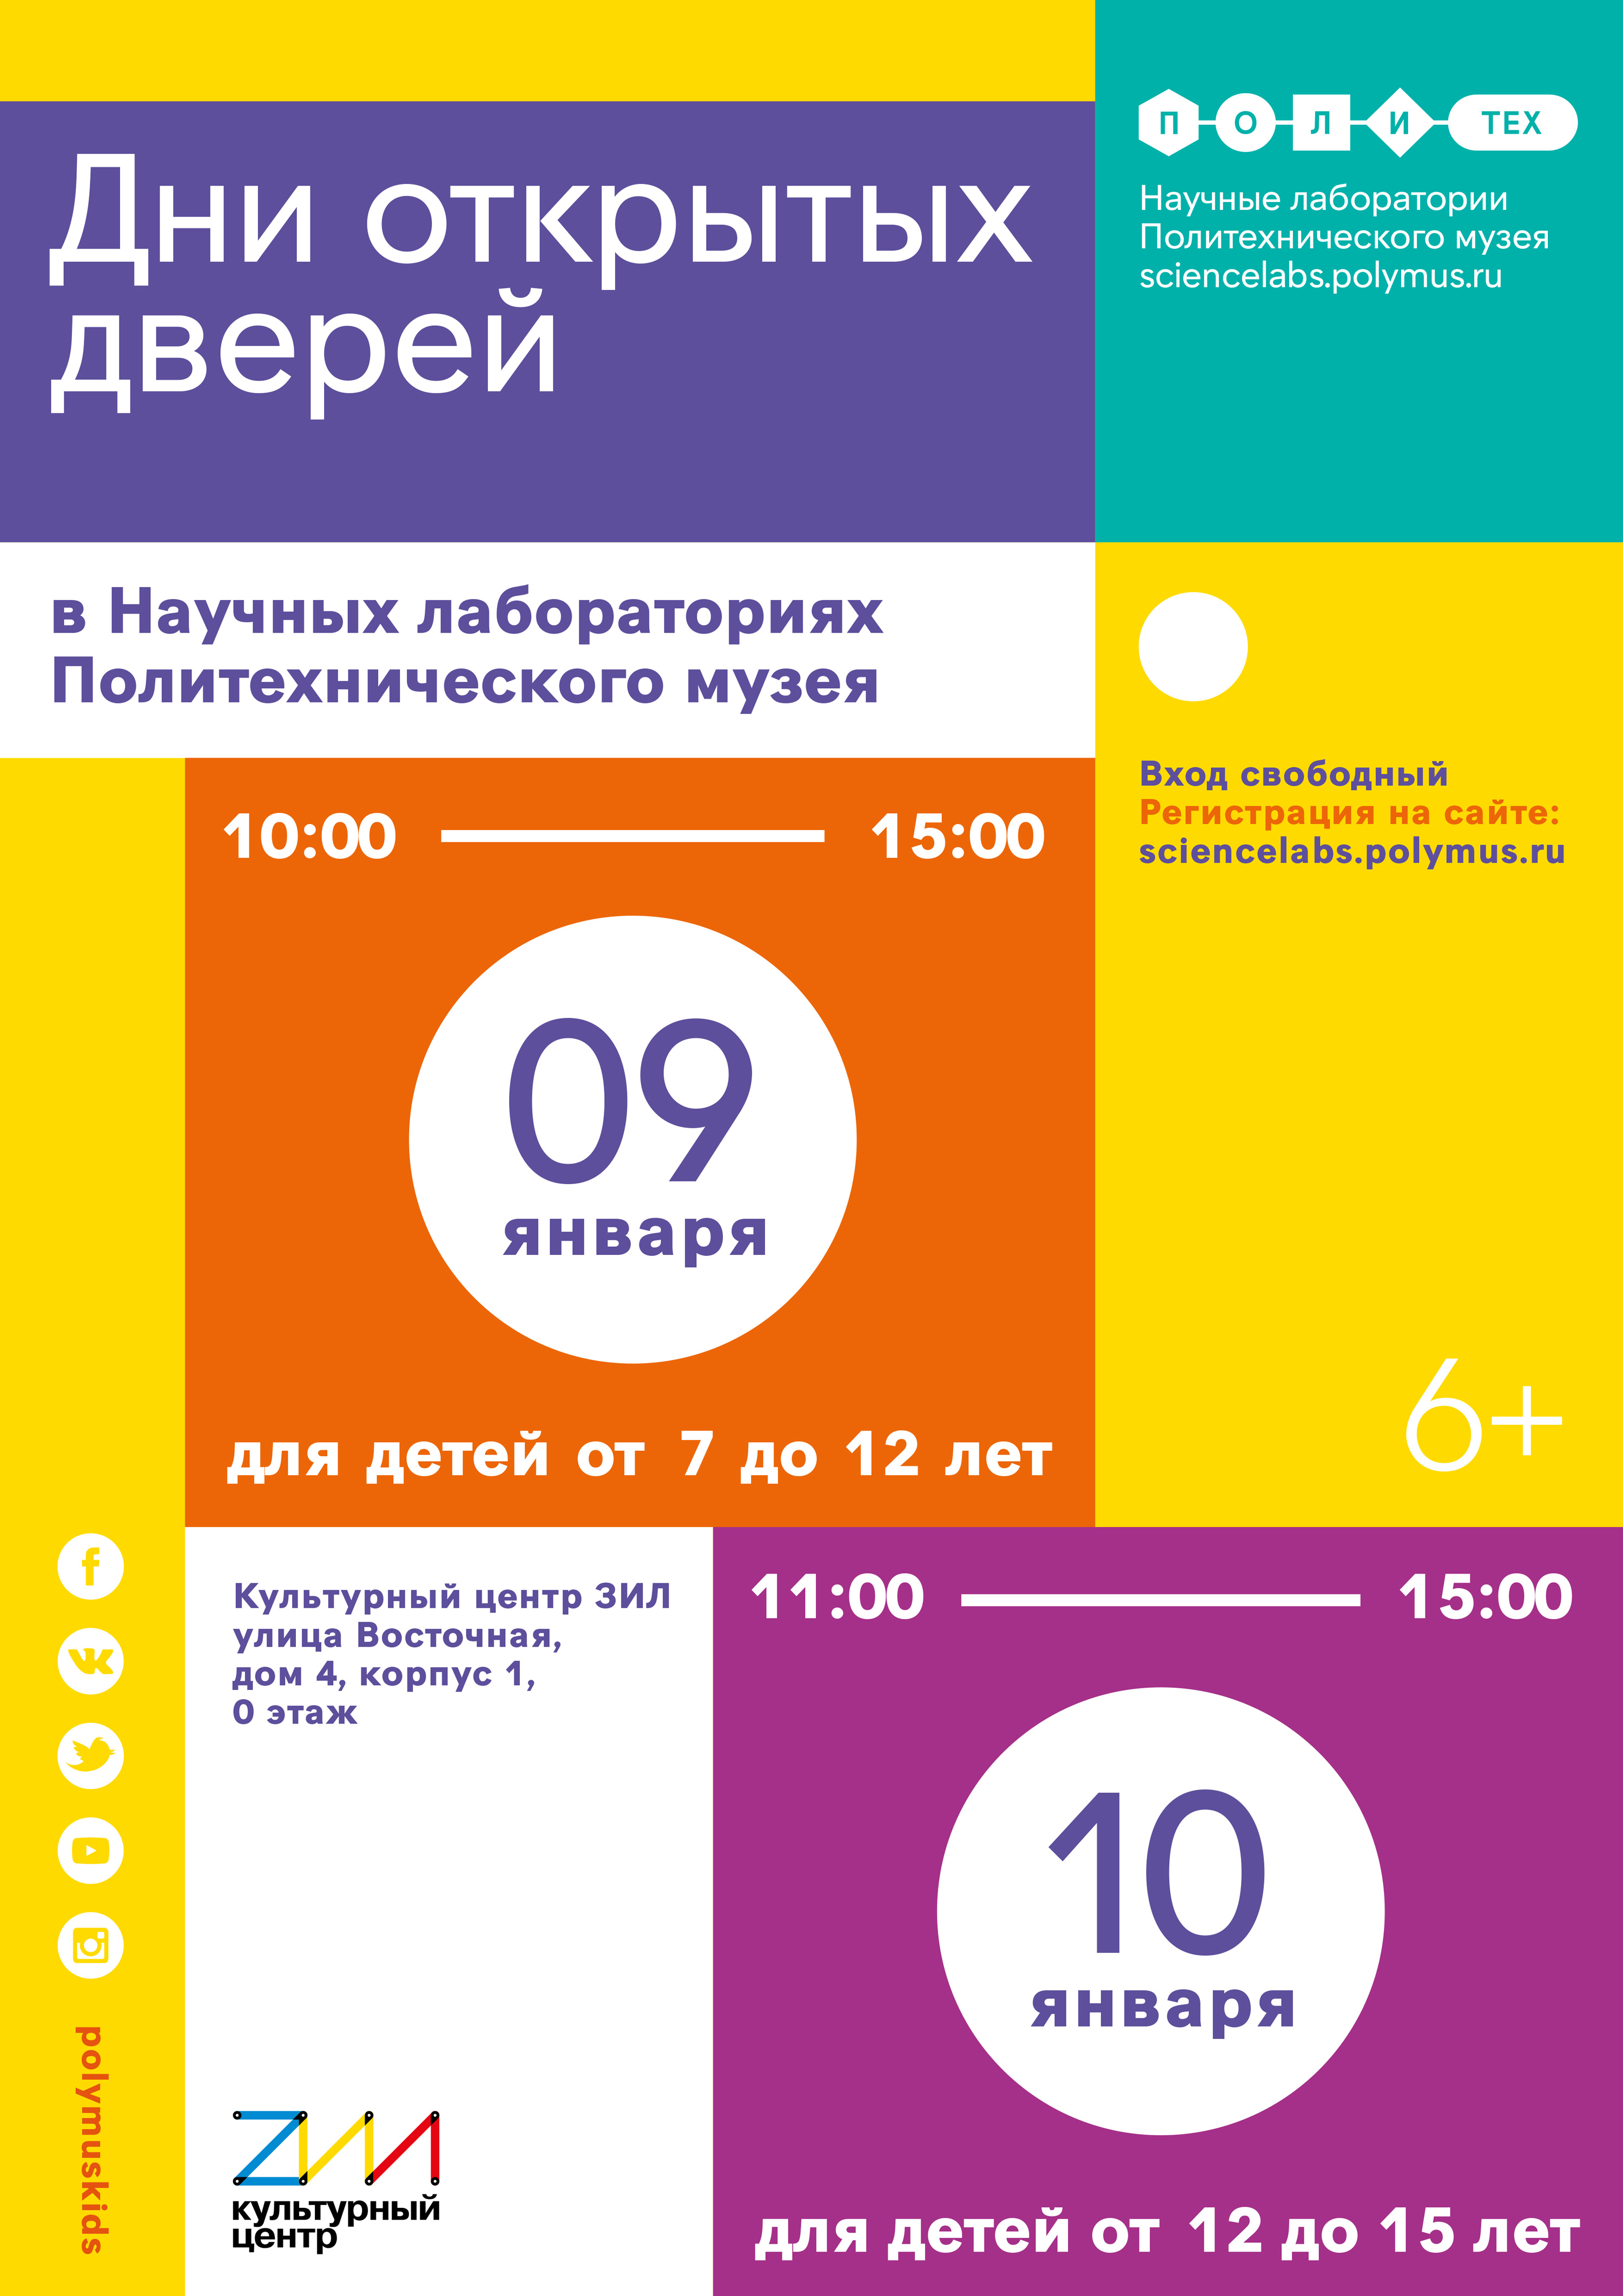 Дни открытых
дверей
ПОЛИТЕХ
Научные лаборатории
Политехнического музея
sciencelabs.polymus.ru
в Научных лабораториях
Политехнического музея
Вход свободный
Регистрация на сайте:
sciencelabs.polymus.ru
10:00 15:00
09
января
для детей от 7 до 12 лет
6+
Культурный центр ЗИЛ
улица Восточная,
дом 4, корпус 1,
0 этаж
11:00 15:00
10
января
для детей от 12 до 15 лет
polymuskids
ЗИЛ
культурный
центр